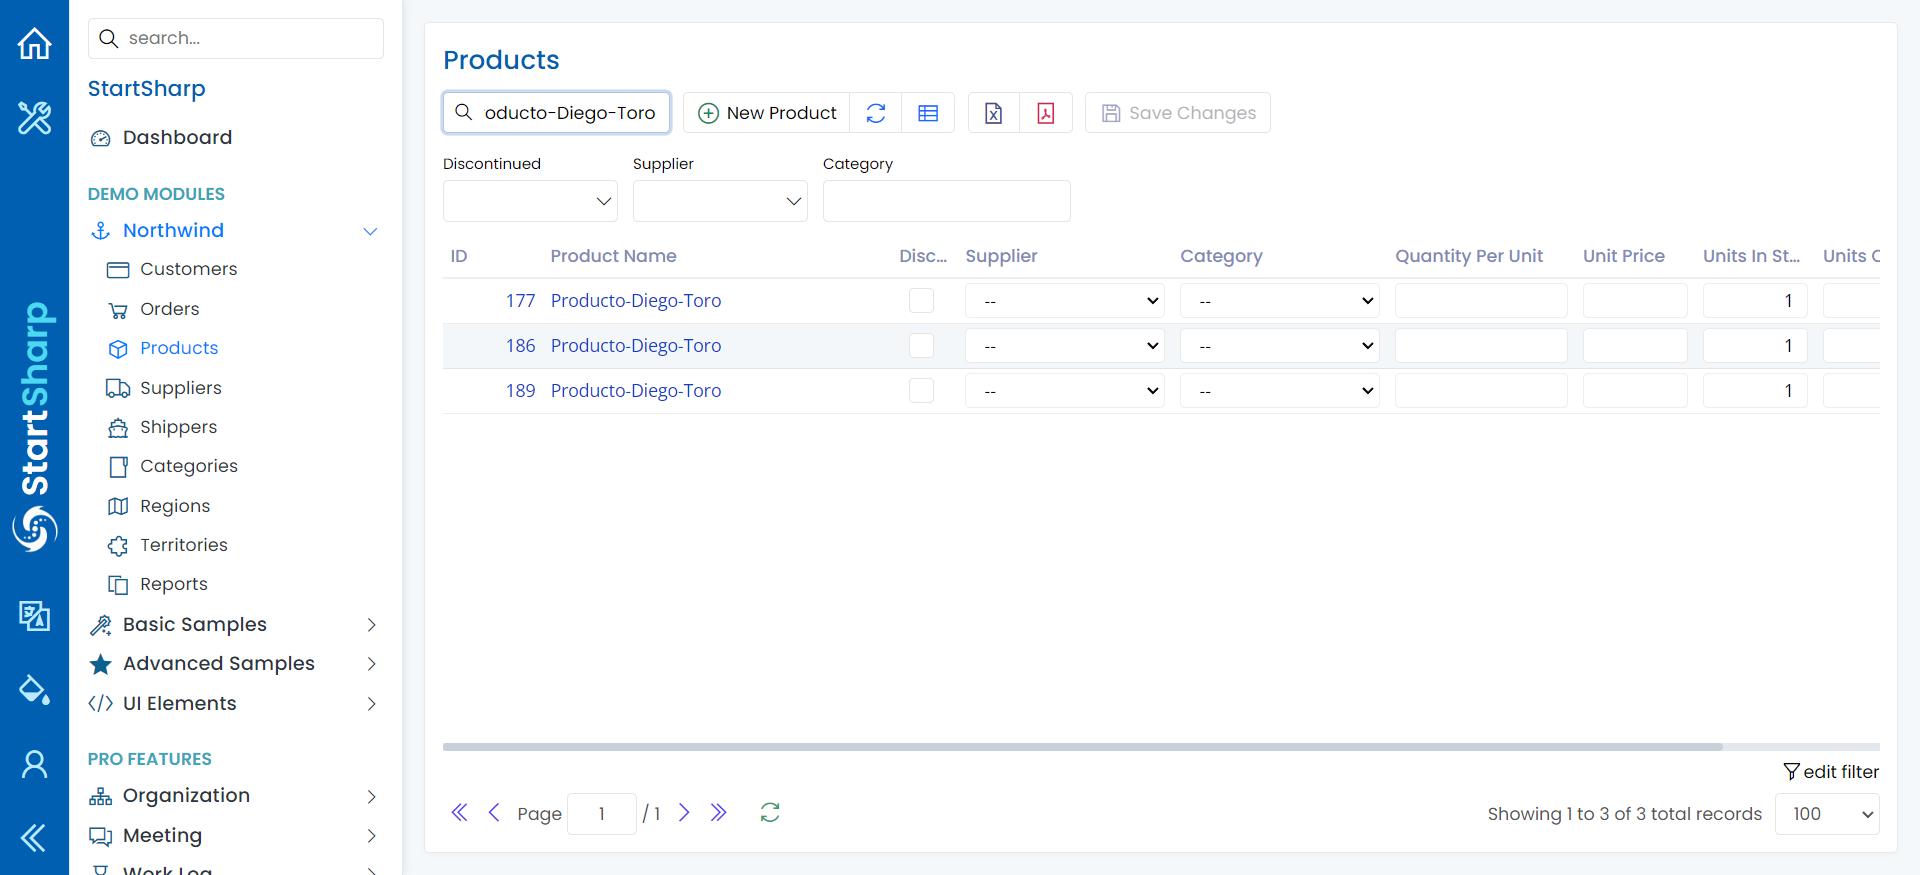 search...
StartSharp
Dashboard
DEMO MODULES
Northwind
Customers
Orders
Products
Suppliers
Shippers
Categories
Regions
Territories
Reports
Basic Samples
Advanced Samples
UI Elements
PRO FEATURES
Organization
Meeting
Work Log
StartSharp
Products
oducto-Diego-Toro
New Product
Save Changes
Discontinued Supplier Category
ID Product Name Disc... Supplier Category Quantity Per Unit Unit Price Units In St... Units
177 Producto-Diego-Toro -- -- 1
186 Producto-Diego-Toro -- -- 1
189 Producto-Diego-Toro -- -- 1
edit filter
Page 1 / 1
Showing 1 to 3 of 3 total records 100